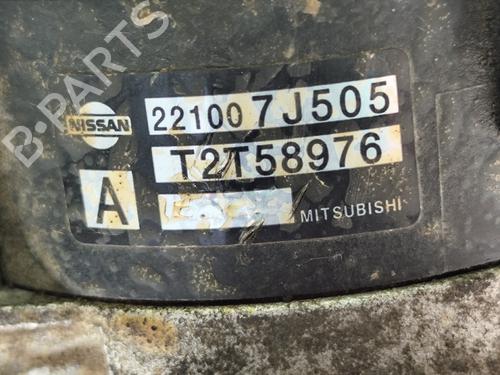 B-PARTS
NISSAN
22100 7J505
T2T58976
A
MITSUBISHI